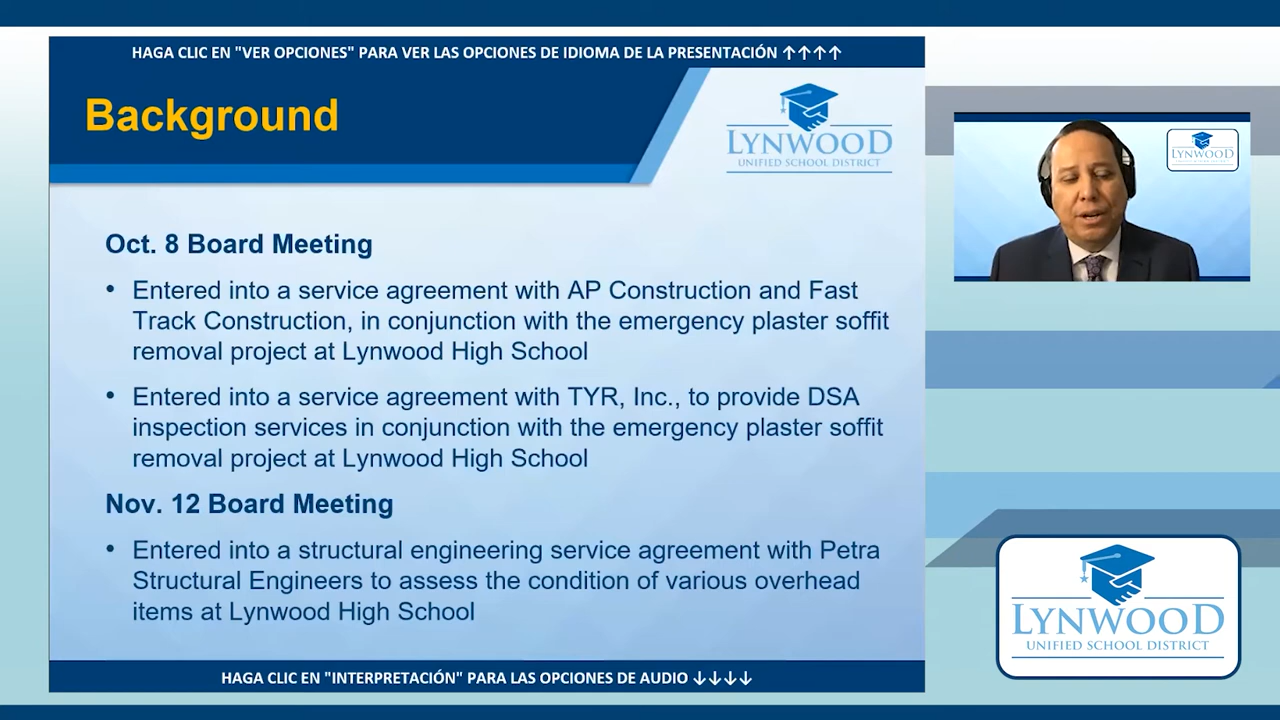 HAGA CLIC EN "VER OPCIONES" PARA VER LAS OPCIONES DE IDIOMA DE LA PRESENTACIÓN ↑↑↑↑
Background
LYNWOOD
UNIFIED SCHOOL DISTRICT
LYNWOOD
Oct. 8 Board Meeting
• Entered into a service agreement with AP Construction and Fast
Track Construction, in conjunction with the emergency plaster soffit
removal project at Lynwood High School
• Entered into a service agreement with TYR, Inc., to provide DSA
inspection services in conjunction with the emergency plaster soffit
removal project at Lynwood High School
Nov. 12 Board Meeting
• Entered into a structural engineering service agreement with Petra
Structural Engineers to assess the condition of various overhead
items at Lynwood High School
LYNWOOD
UNIFIED SCHOOL DISTRICT
HAGA CLIC EN "INTERPRETACIÓN" PARA LAS OPCIONES DE AUDIO ↓↓↓↓